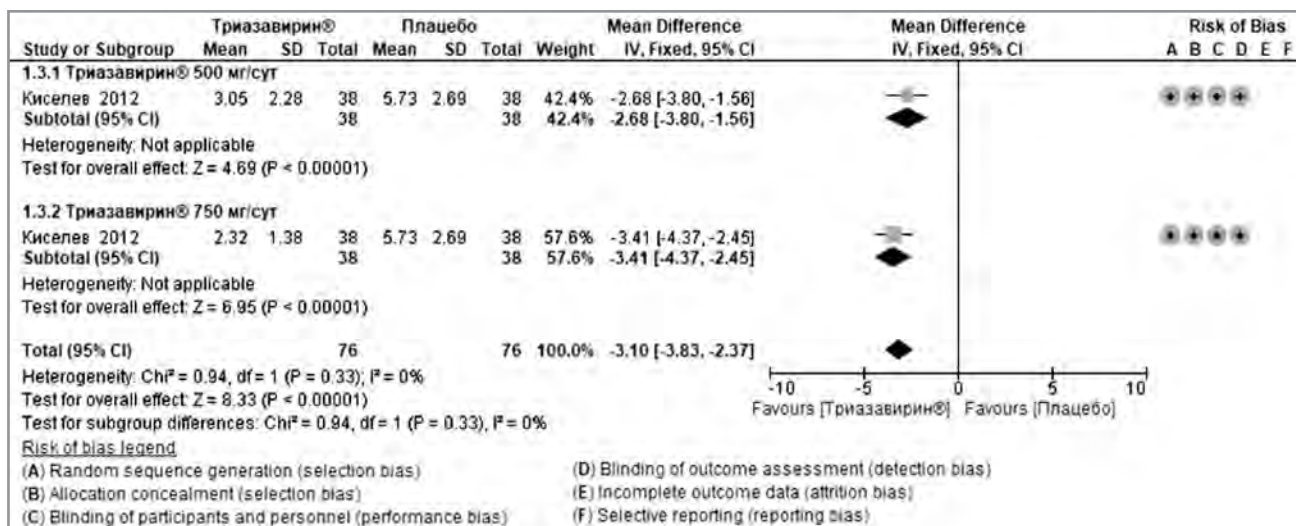 Триазавирин® Плацебо Mean Difference Mean Difference Risk of Bias
Study or Subgroup Mean SD Total Mean SD Total Weight IV, Fixed, 95% CI IV, Fixed, 95% CI A B C D E F
1.3.1 Триазавирин® 500 мг/сут
Киселев 2012 3.05 2.28 38 5.73 2.69 38 42.4% -2.68 [-3.80, -1.56]
Subtotal (95% CI) 38 38 42.4% -2.68 [-3.80, -1.56]
Heterogeneity: Not applicable
Test for overall effect: Z = 4.69 (P < 0.00001)
1.3.2 Триазавирин® 750 мг/сут
Киселев 2012 2.32 1.38 38 5.73 2.69 38 57.6% -3.41 [-4.37, -2.45]
Subtotal (95% CI) 38 38 57.6% -3.41 [-4.37, -2.45]
Heterogeneity: Not applicable
Test for overall effect: Z = 6.95 (P < 0.00001)
Total (95% CI) 76 76 100.0% -3.10 [-3.83, -2.37]
Heterogeneity: Chi² = 0.94, df = 1 (P = 0.33); I² = 0%
-10 -5 0 5 10
Test for overall effect: Z = 8.33 (P < 0.00001)
Favours [Триазавирин®] Favours [Плацебо]
Test for subgroup differences: Chi² = 0.94, df = 1 (P = 0.33), I² = 0%
Risk of bias legend
(A) Random sequence generation (selection bias)
(B) Allocation concealment (selection bias)
(C) Blinding of participants and personnel (performance bias)
(D) Blinding of outcome assessment (detection bias)
(E) Incomplete outcome data (attrition bias)
(F) Selective reporting (reporting bias)